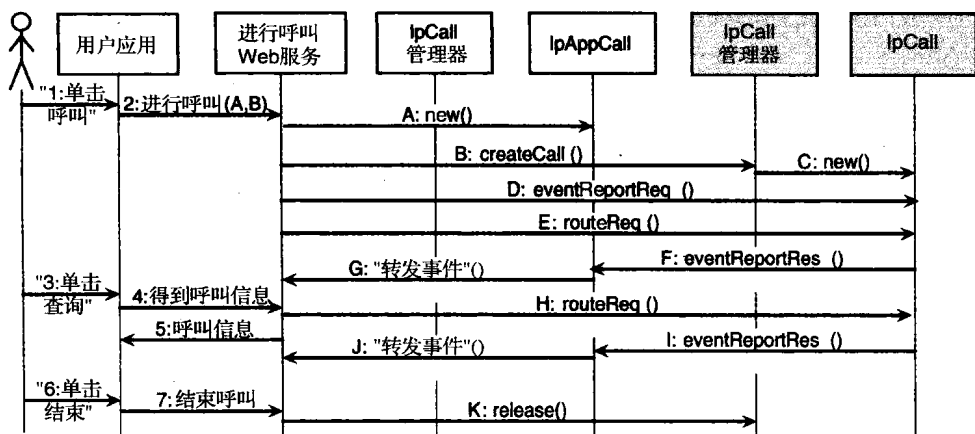 用户应用
进行呼叫
Web服务
IpCall
管理器
IpAppCall
IpCall
管理器
IpCall
"1:单击
呼叫"
2:进行呼叫(A,B)
A: new()
B: createCall ()
C: new()
D: eventReportReq ()
E: routeReq ()
F: eventReportRes ()
G: "转发事件"()
"3:单击
查询"
4:得到呼叫信息
H: routeReq ()
5:呼叫信息
I: eventReportRes ()
J: "转发事件"()
"6:单击
结束"
7:结束呼叫
K: release()